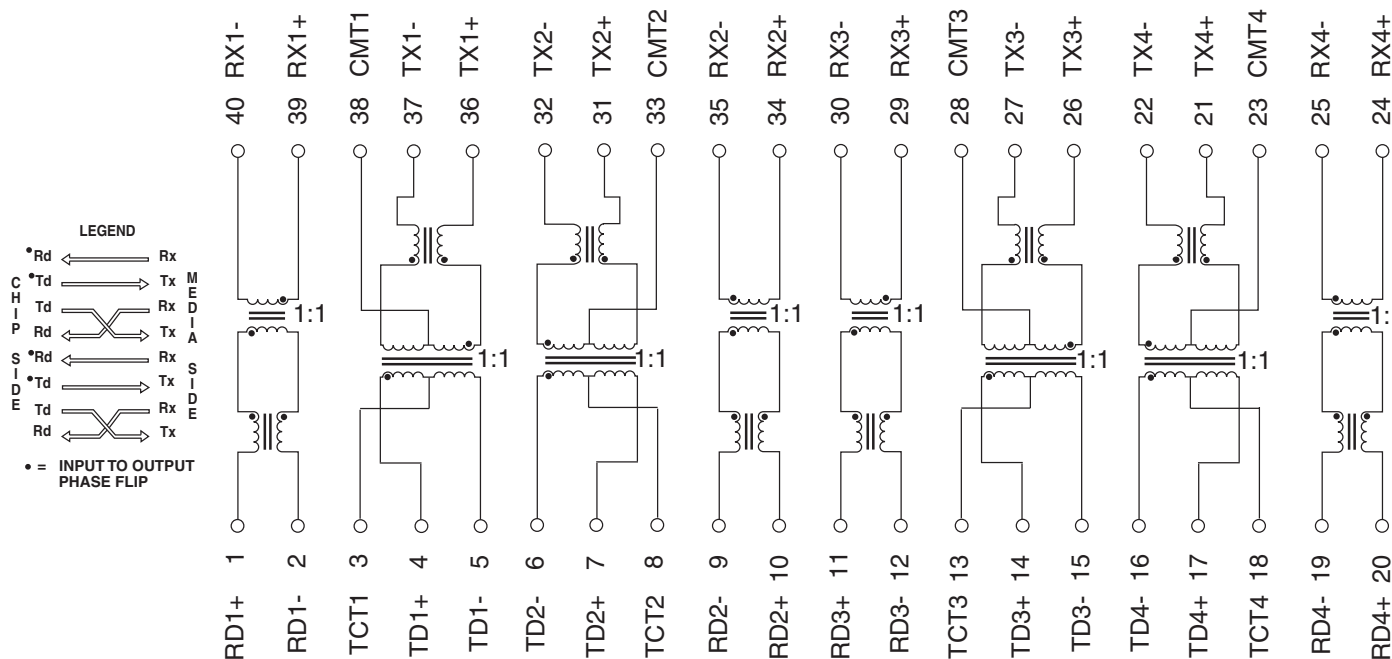 RX1- RX1+ CMT1 TX1- TX1+ TX2- TX2+ CMT2 RX2- RX2+ RX3- RX3+ CMT3 TX3- TX3+ TX4- TX4+ CMT4 RX4- RX4+
40 39 38 37 36 32 31 33 35 34 30 29 28 27 26 22 21 23 25 24
LEGEND
•Rd Rx
•Td Tx
Td Rx
Rd Tx
•Rd Rx
•Td Tx
Td Rx
Rd Tx
CHIP SIDE
MEDIA SIDE
• = INPUT TO OUTPUT
PHASE FLIP
1:1
1:1
1:1
1:1
1:1
1:1
1:1
1:
1 2 3 4 5 6 7 8 9 10 11 12 13 14 15 16 17 18 19 20
RD1+ RD1- TCT1 TD1+ TD1- TD2- TD2+ TCT2 RD2- RD2+ RD3+ RD3- TCT3 TD3+ TD3- TD4- TD4+ TCT4 RD4- RD4+